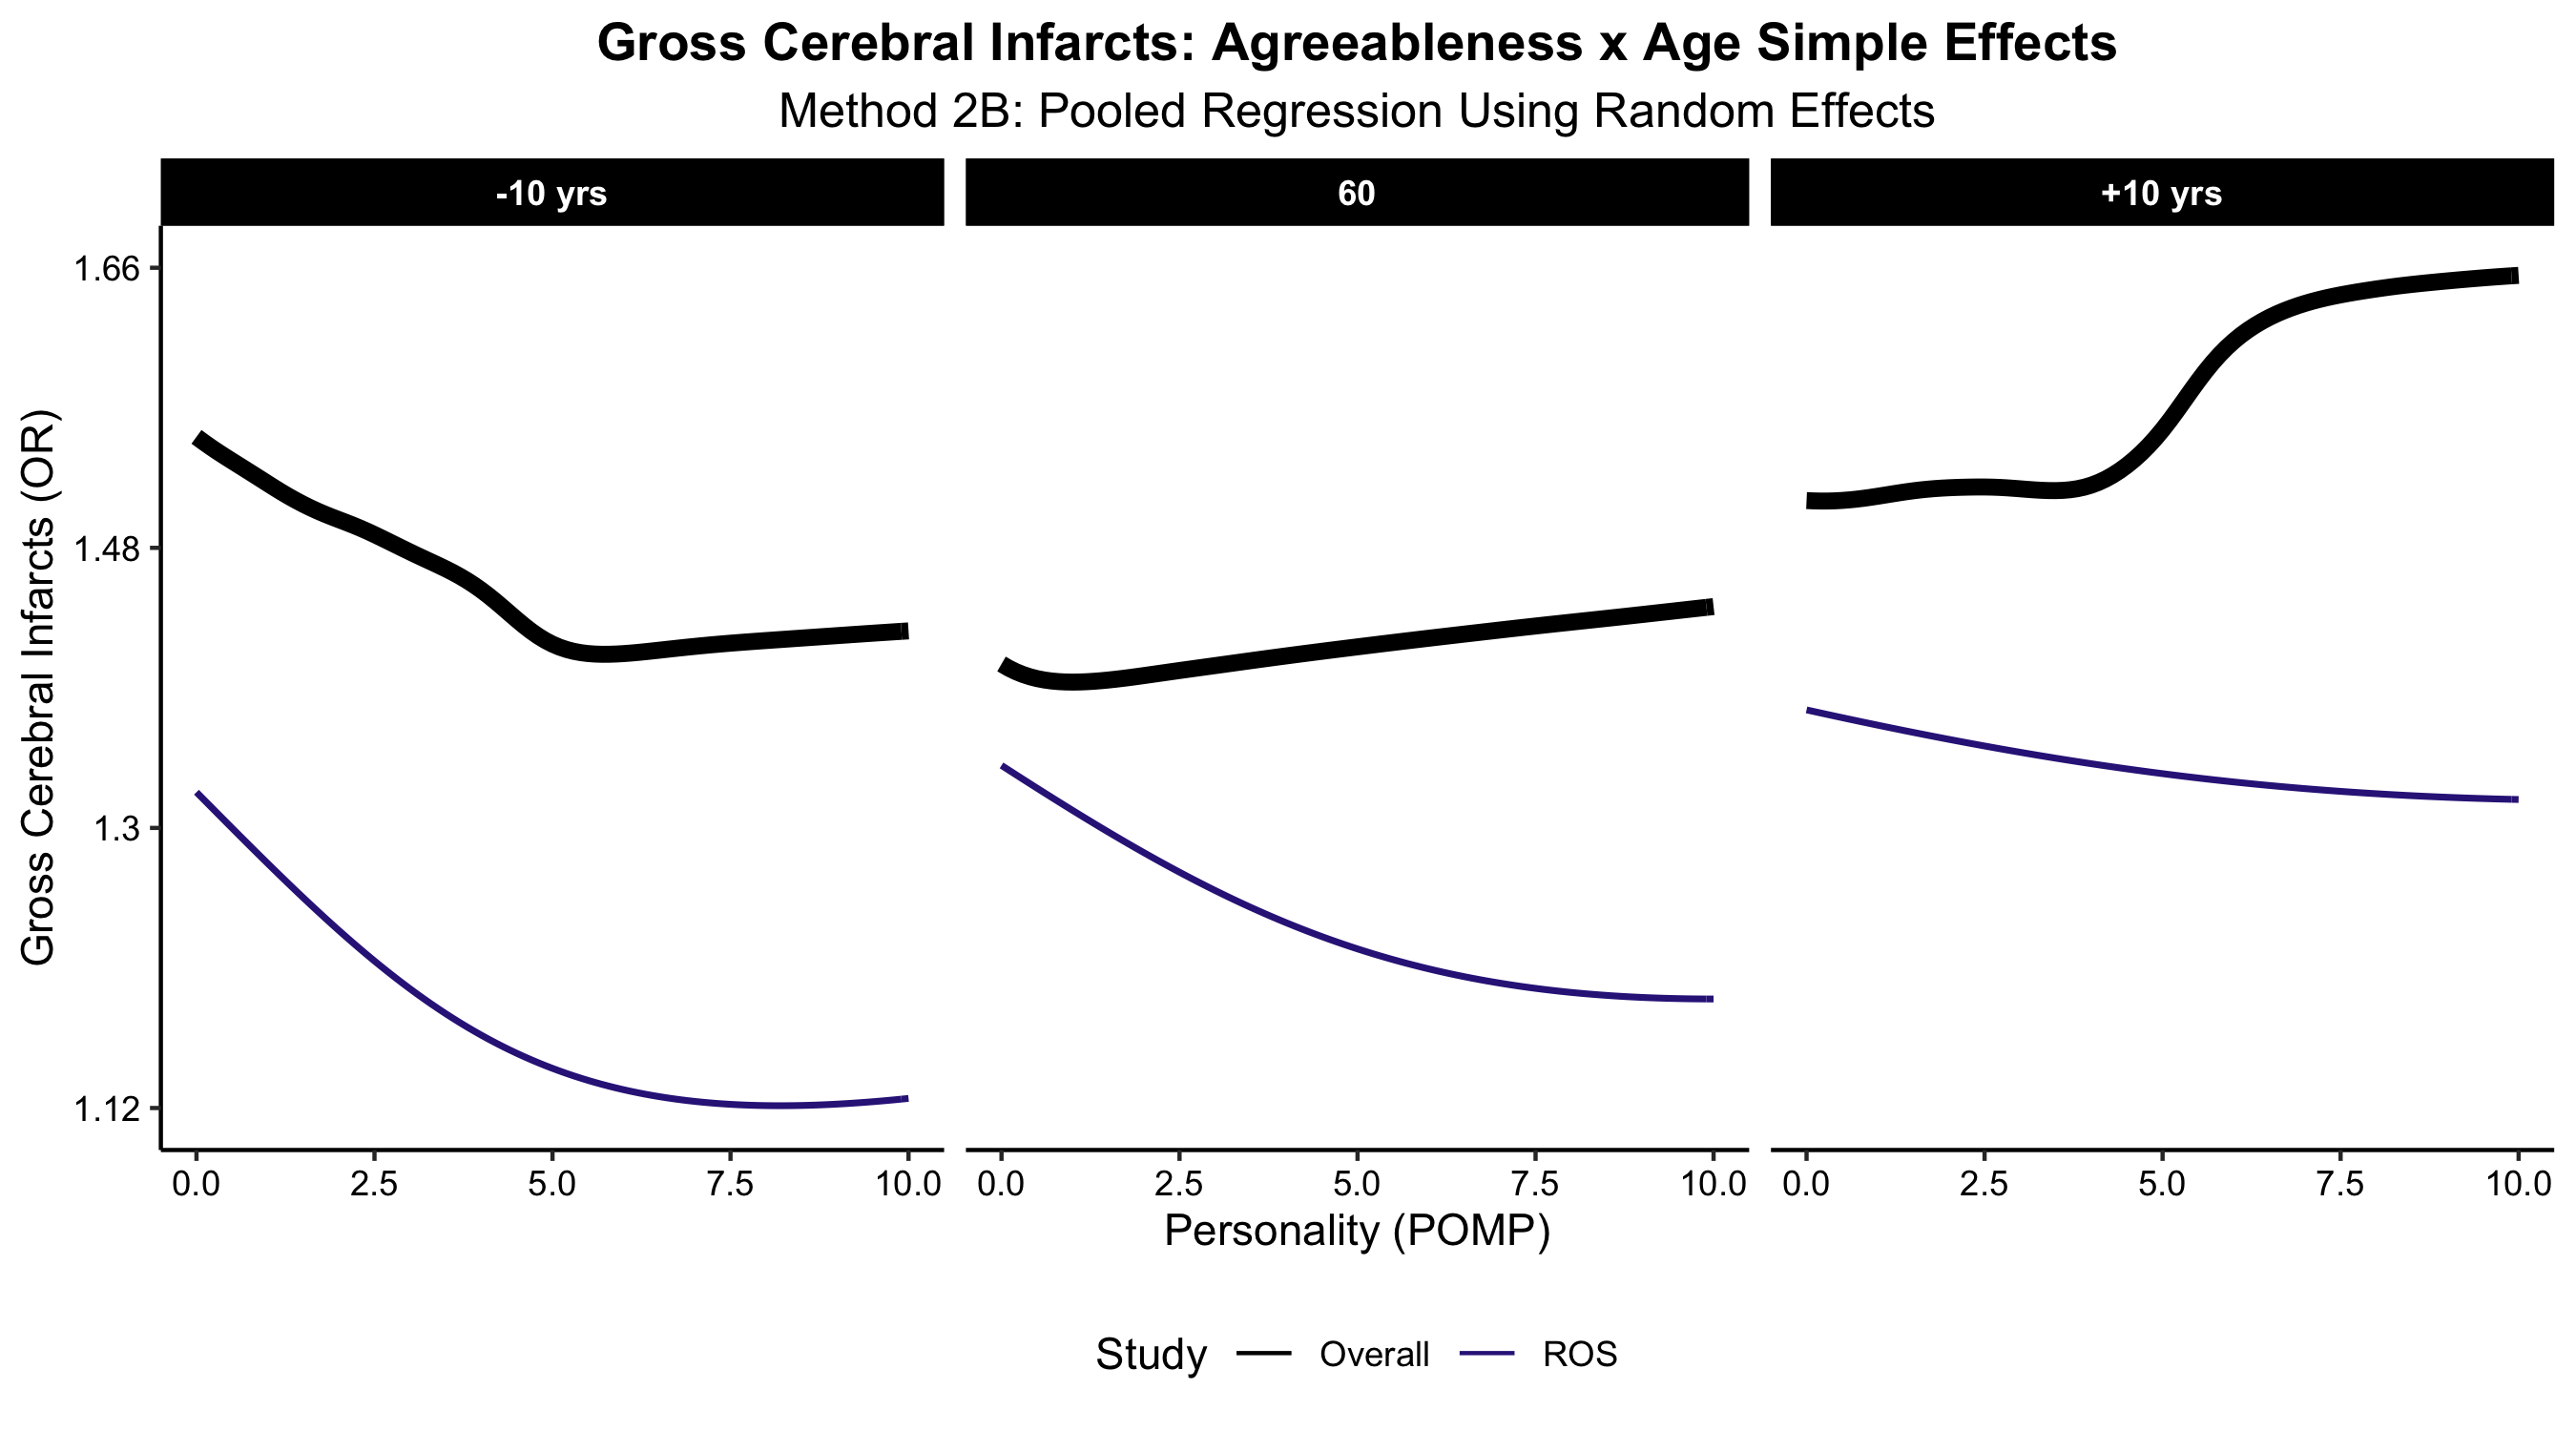 Gross Cerebral Infarcts: Agreeableness x Age Simple Effects
Method 2B: Pooled Regression Using Random Effects
-10 yrs 60 +10 yrs
Gross Cerebral Infarcts (OR)
1.66
1.48
1.3
1.12
0.0 2.5 5.0 7.5 10.0 0.0 2.5 5.0 7.5 10.0 0.0 2.5 5.0 7.5 10.0
Personality (POMP)
Study Overall ROS